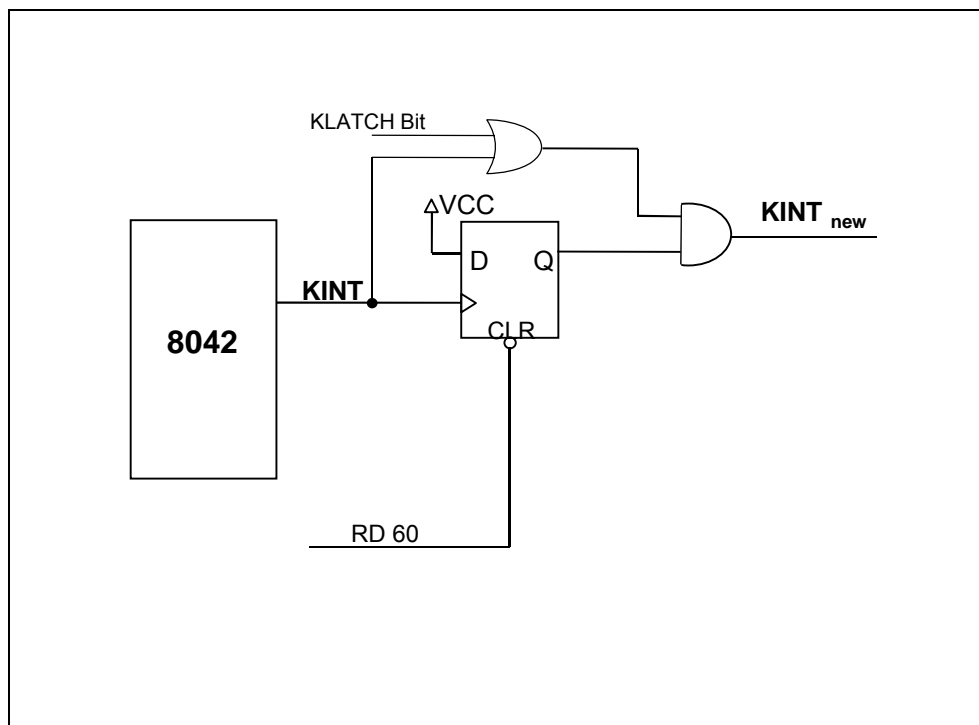 KLATCH Bit
VCC
KINT new
D Q
KINT
CLR
8042
RD 60